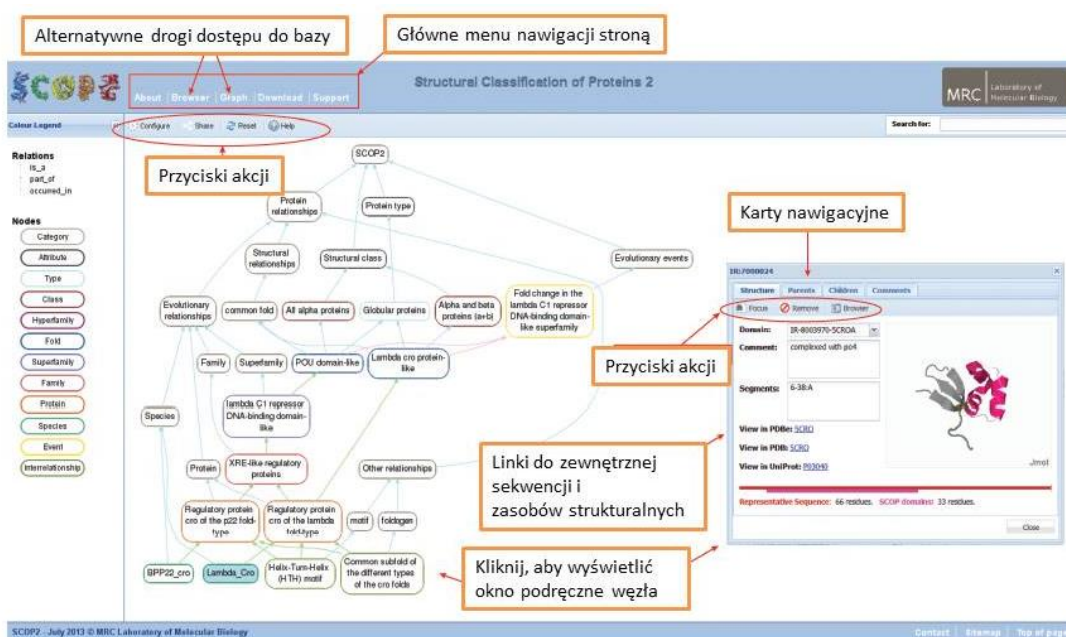 Alternatywne drogi dostępu do bazy
Główne menu nawigacji stroną
SCOP2
About | Browser | Graph | Download | Support
Structural Classification of Proteins 2
MRC
Laboratory of
Molecular Biology
Colour Legend
Configure
Share
Reset
Help
Search for:
Przyciski akcji
Relations
is_a
part_of
occurred_in
Nodes
Category
Attribute
Type
Class
Hyperfamily
Fold
Superfamily
Family
Protein
Species
Event
Interrelationship
SCOP2
Protein
relationships
Protein type
Structural
relationships
Structural class
Evolutionary events
Evolutionary
relationships
common fold
All alpha proteins
Globular proteins
Alpha and beta
proteins (a+b)
Fold change in the
lambda C1 repressor
DNA-binding domain-
like superfamily
Family
Superfamily
POU domain-like
Lambda cro protein-
like
Species
lambda C1 repressor
DNA-binding domain-
like
Protein
XRE-like regulatory
proteins
Other relationships
Regulatory protein
cro of the p22 fold-
type
Regulatory protein
cro of the lambda
fold-type
motif
foldogen
BPP22_cro
Lambda_Cro
Helix-Turn-Helix
(HTH) motif
Common subfold of
the different types
of the cro folds
Karty nawigacyjne
IR:7000024
Structure
Parents
Children
Comments
Focus
Remove
Browser
Przyciski akcji
Domain:
IR-8003970-5CROA
Comment:
complexed with po4
Segments:
6-38:A
View in PDBe: 5CRO
View in PDB: 5CRO
View in UniProt: P03040
Jmol
Representative Sequence: 66 residues. SCOP domains: 33 residues.
Close
Linki do zewnętrznej
sekwencji i
zasobów strukturalnych
Kliknij, aby wyświetlić
okno podręczne węzła
SCOP2 - July 2013 © MRC Laboratory of Molecular Biology
Contact | Sitemap | Top of page